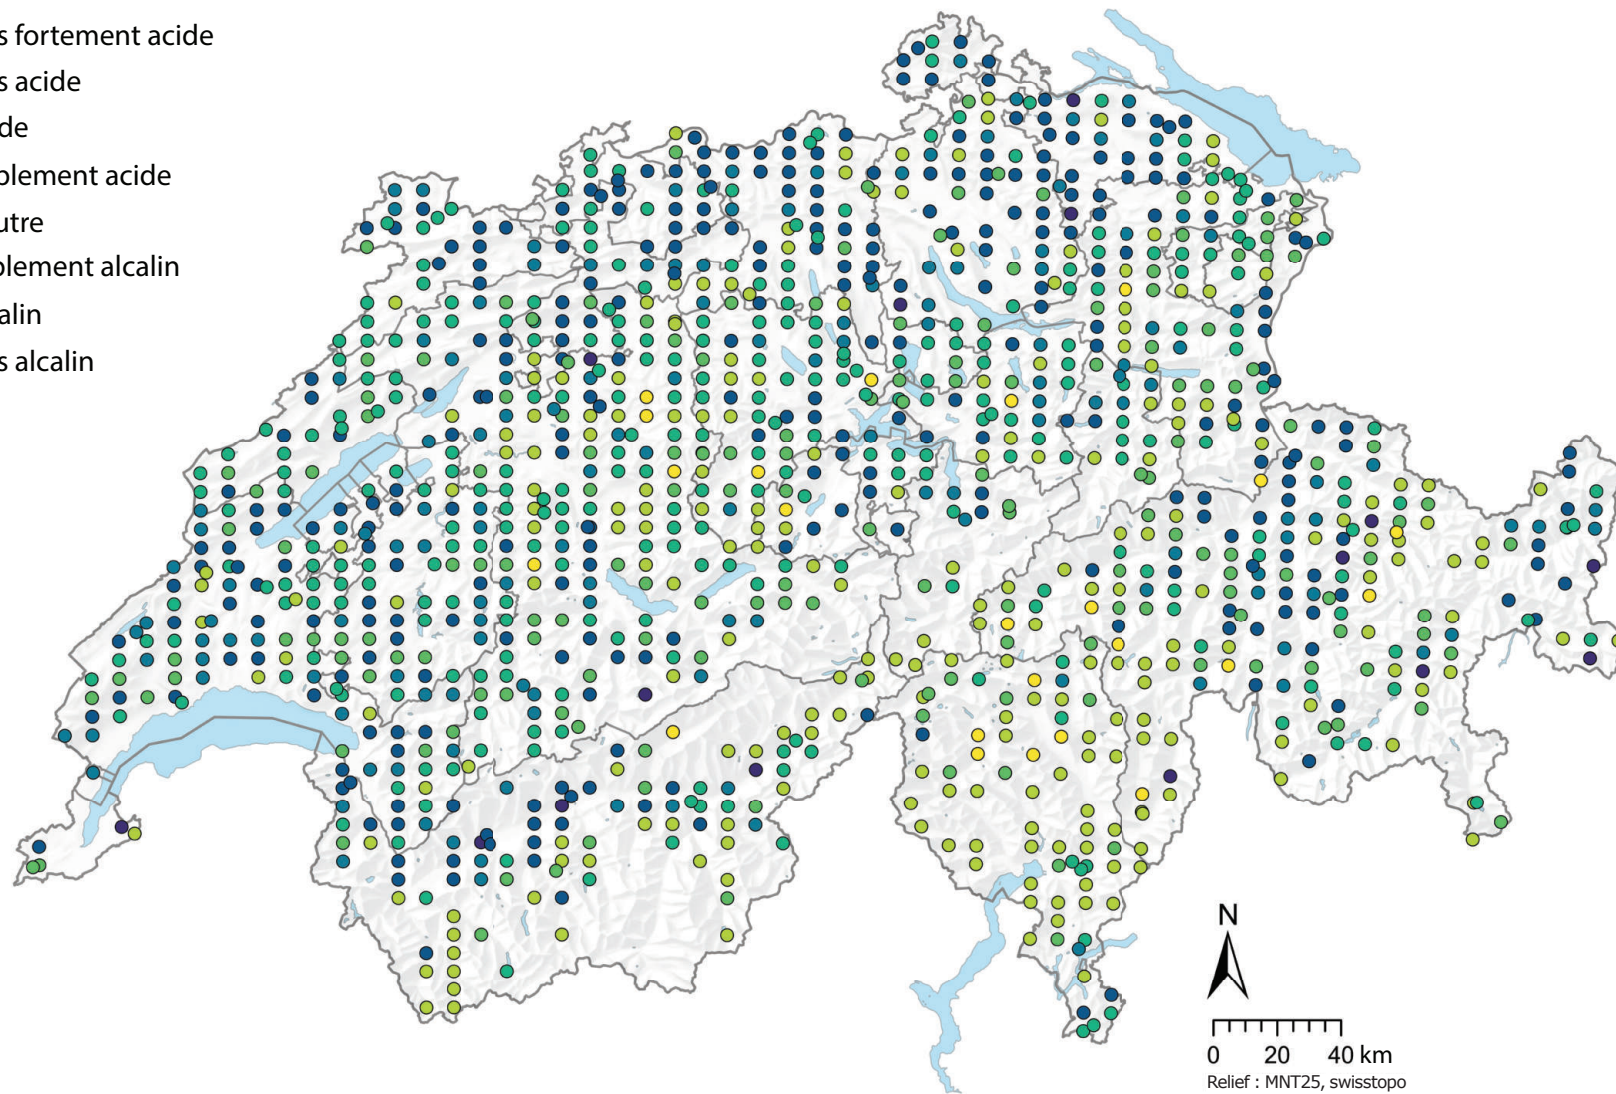 s fortement acide
s acide
de
blement acide
utre
blement alcalin
alin
s alcalin
N
0 20 40 km
Relief : MNT25, swisstopo